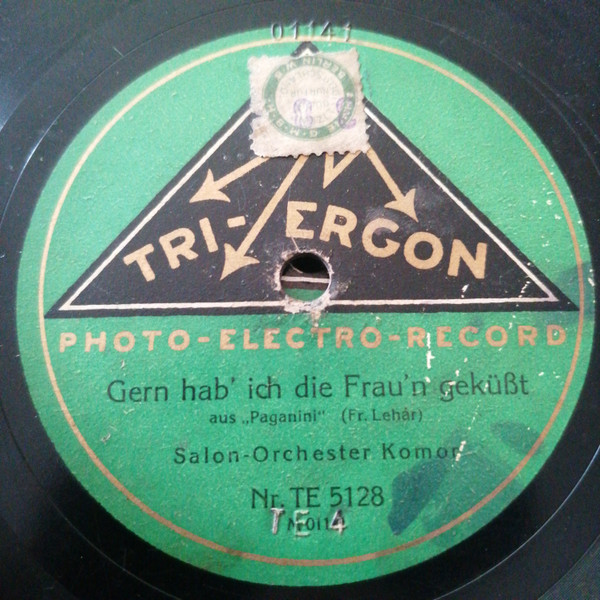 01141
TRI-ERGON
PHOTO-ELECTRO-RECORD
Gern hab' ich die Frau'n geküßt
aus „Paganini" (Fr. Lehár)
Salon-Orchester Komor
Nr. TE 5128
TE 4